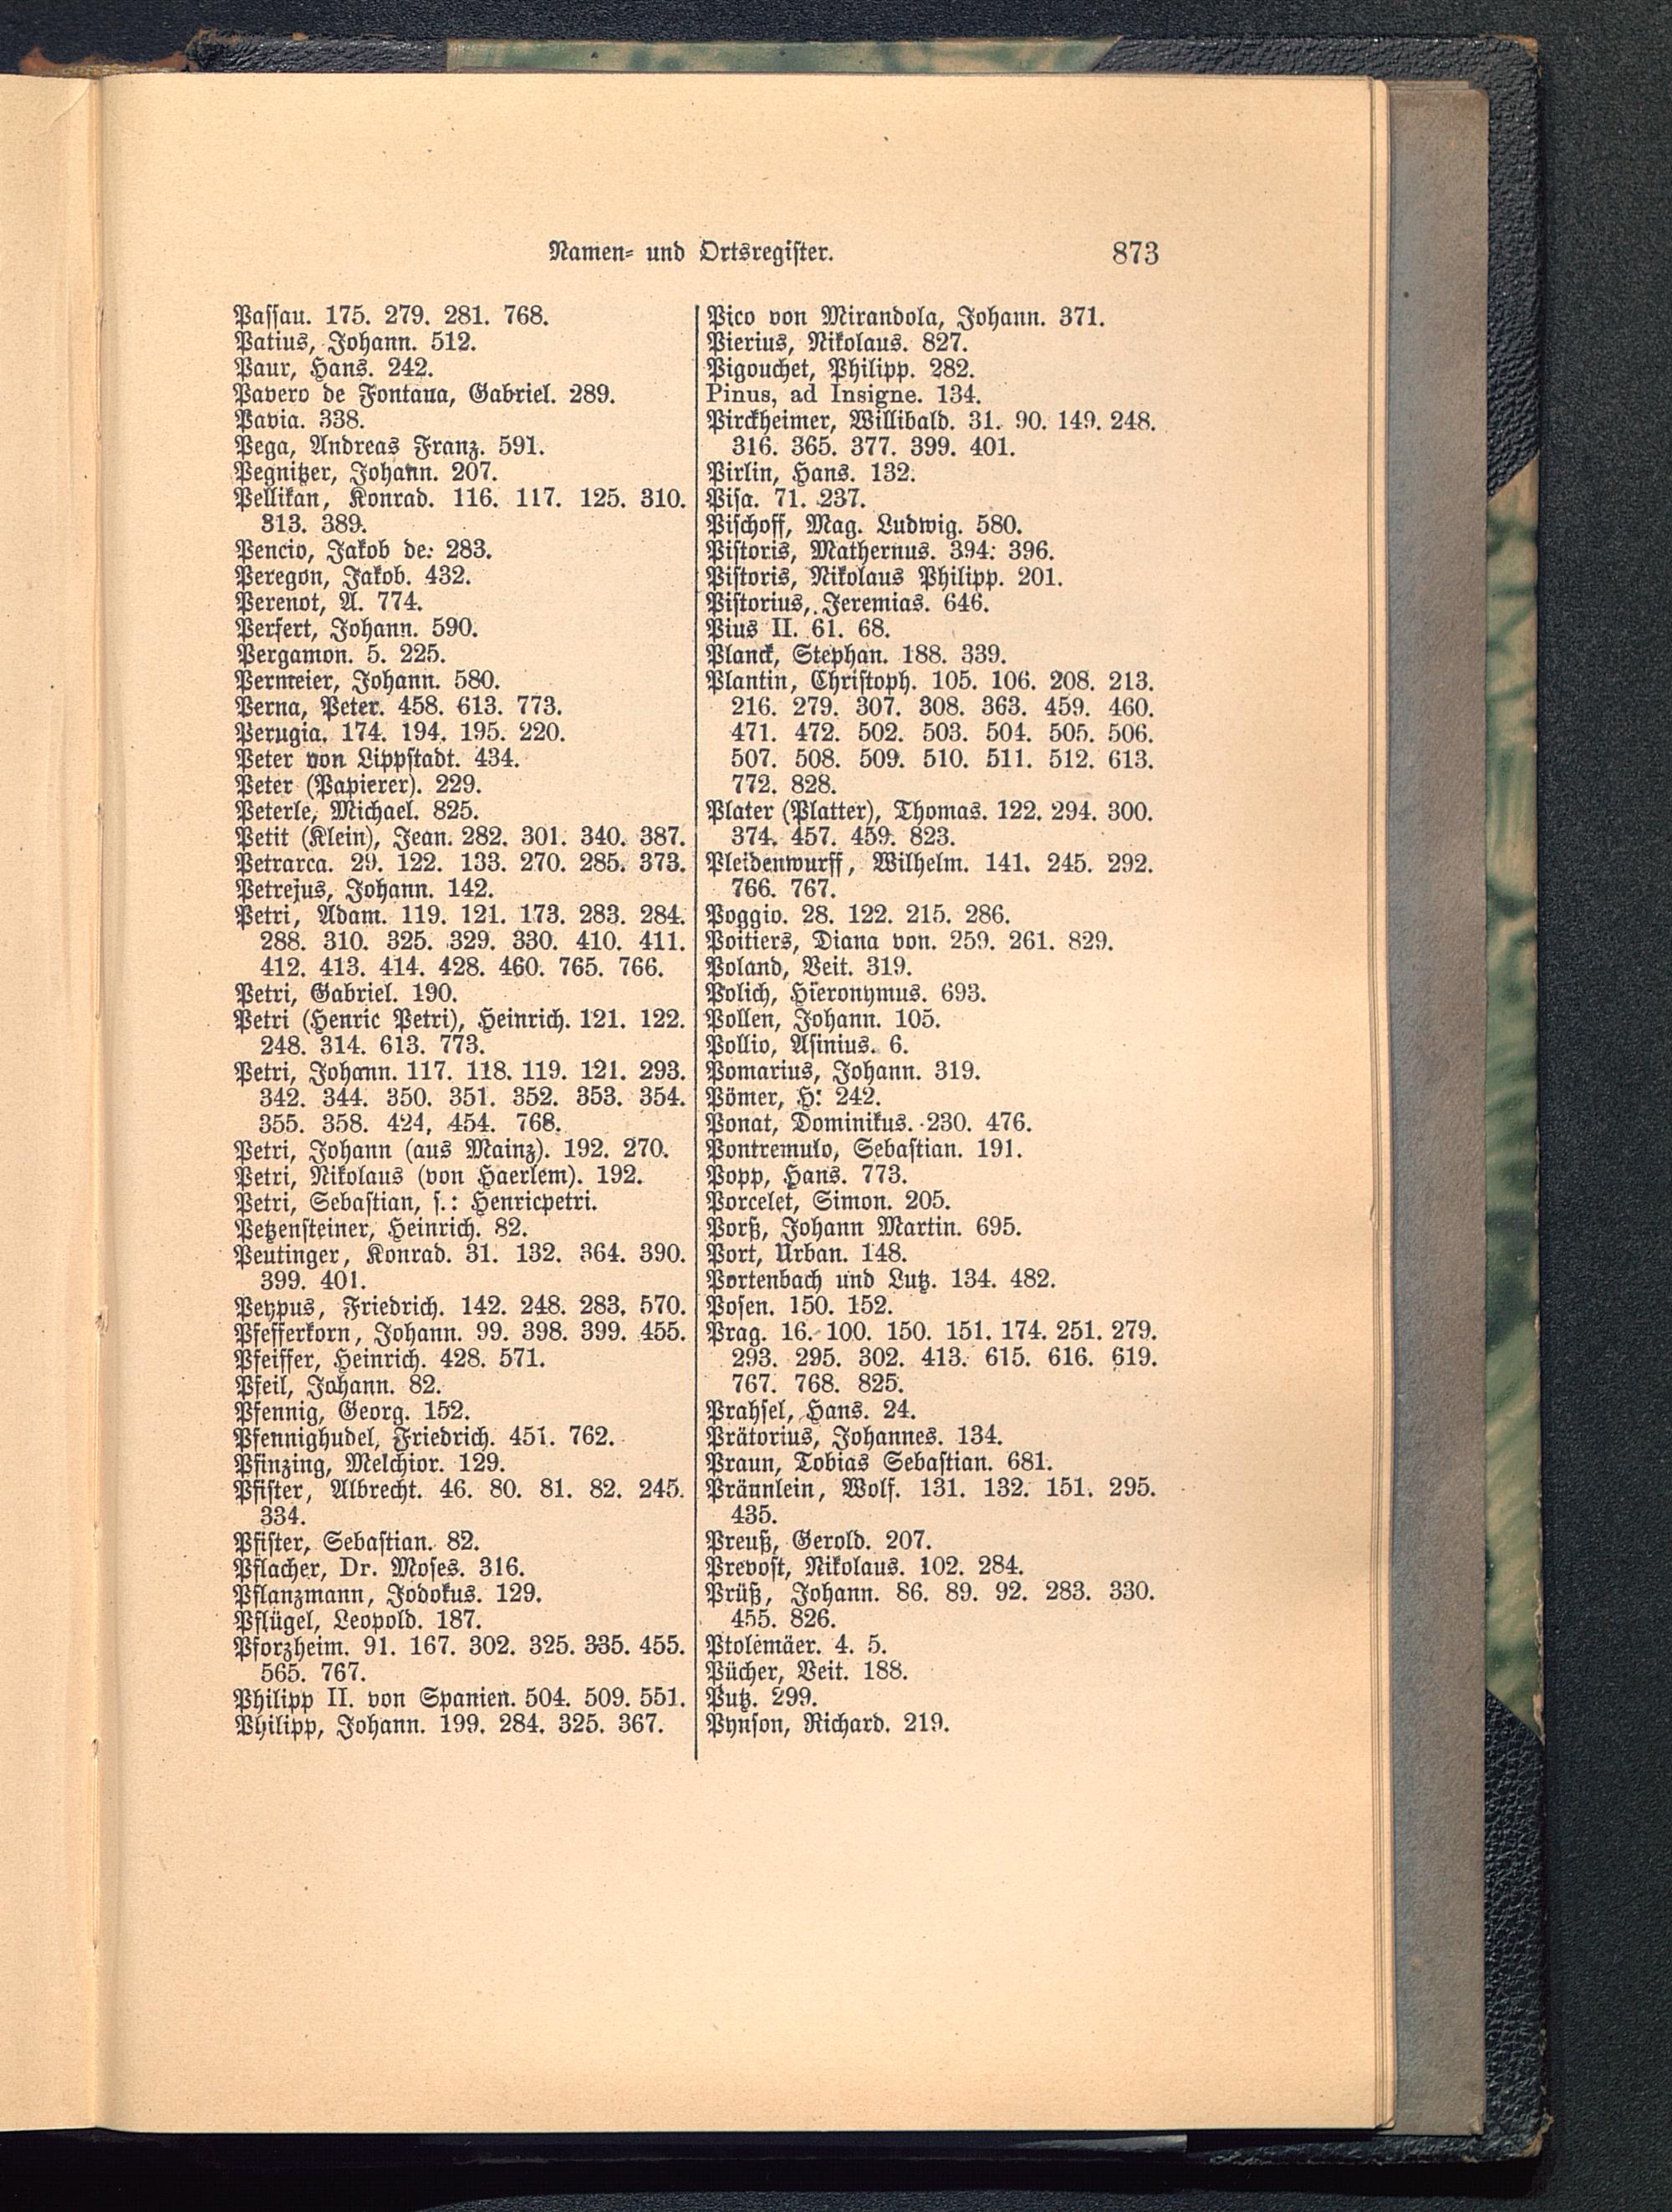 Namen- und Ortsregister. 873
Passau. 175. 279. 281. 768.
Patius, Johann. 512.
Paur, Hans. 242.
Pavero de Fontana, Gabriel. 289.
Pavia. 338.
Pega, Andreas Franz. 591.
Pegnitzer, Johann. 207.
Pellikan, Konrad. 116. 117. 125. 310.
313. 389.
Pencio, Jakob de. 283.
Peregon, Jakob. 432.
Perenot, A. 774.
Perfert, Johann. 590.
Pergamon. 5. 225.
Permeier, Johann. 580.
Perna, Peter. 458. 613. 773.
Perugia. 174. 194. 195. 220.
Peter von Lippstadt. 434.
Peter (Papierer). 229.
Peterle, Michael. 825.
Petit (Klein), Jean. 282. 301. 340. 387.
Petrarca. 29. 122. 133. 270. 285. 373.
Petrejus, Johann. 142.
Petri, Adam. 119. 121. 173. 283. 284.
288. 310. 325. 329. 330. 410. 411.
412. 413. 414. 428. 460. 765. 766.
Petri, Gabriel. 190.
Petri (Henric Petri), Heinrich. 121. 122.
248. 314. 613. 773.
Petri, Johann. 117. 118. 119. 121. 293.
342. 344. 350. 351. 352. 353. 354.
355. 358. 424, 454. 768.
Petri, Johann (aus Mainz). 192. 270.
Petri, Nikolaus (von Haerlem). 192.
Petri, Sebastian, s.: Henricpetri.
Petzensteiner, Heinrich. 82.
Peutinger, Konrad. 31. 132. 364. 390.
399. 401.
Peypus, Friedrich. 142. 248. 283. 570.
Pfefferkorn, Johann. 99. 398. 399. 455.
Pfeiffer, Heinrich. 428. 571.
Pfeil, Johann. 82.
Pfennig, Georg. 152.
Pfennighudel, Friedrich. 451. 762.
Pfinzing, Melchior. 129.
Pfister, Albrecht. 46. 80. 81. 82. 245.
334.
Pfister, Sebastian. 82.
Pflacher, Dr. Moses. 316.
Pflanzmann, Jodokus. 129.
Pflügel, Leopold. 187.
Pforzheim. 91. 167. 302. 325. 335. 455.
565. 767.
Philipp II. von Spanien. 504. 509. 551.
Philipp, Johann. 199. 284. 325. 367.
Pico von Mirandola, Johann. 371.
Pierius, Nikolaus. 827.
Pigouchet, Philipp. 282.
Pinus, ad Insigne. 134.
Pirckheimer, Willibald. 31. 90. 149. 248.
316. 365. 377. 399. 401.
Pirlin, Hans. 132.
Pisa. 71. 237.
Pischoff, Mag. Ludwig. 580.
Pistoris, Mathernus. 394. 396.
Pistoris, Nikolaus Philipp. 201.
Pistorius, Jeremias. 646.
Pius II. 61. 68.
Planck, Stephan. 188. 339.
Plantin, Christoph. 105. 106. 208. 213.
216. 279. 307. 308. 363. 459. 460.
471. 472. 502. 503. 504. 505. 506.
507. 508. 509. 510. 511. 512. 613.
772. 828.
Plater (Platter), Thomas. 122. 294. 300.
374. 457. 459. 823.
Pleidenwurff, Wilhelm. 141. 245. 292.
766. 767.
Poggio. 28. 122. 215. 286.
Poitiers, Diana von. 259. 261. 829.
Poland, Veit. 319.
Polich, Hieronymus. 693.
Pollen, Johann. 105.
Pollio, Asinius. 6.
Pomarius, Johann. 319.
Pömer, H. 242.
Ponat, Dominikus. 230. 476.
Pontremulo, Sebastian. 191.
Popp, Hans. 773.
Porcelet, Simon. 205.
Porß, Johann Martin. 695.
Port, Urban. 148.
Portenbach und Lutz. 134. 482.
Posen. 150. 152.
Prag. 16. 100. 150. 151. 174. 251. 279.
293. 295. 302. 413. 615. 616. 619.
767. 768. 825.
Prahsel, Hans. 24.
Prätorius, Johannes. 134.
Praun, Tobias Sebastian. 681.
Präunlein, Wolf. 131. 132. 151. 295.
435.
Preuß, Gerold. 207.
Prevost, Nikolaus. 102. 284.
Prüß, Johann. 86. 89. 92. 283. 330.
455. 826.
Ptolemäer. 4. 5.
Pücher, Veit. 188.
Putz. 299.
Pynson, Richard. 219.